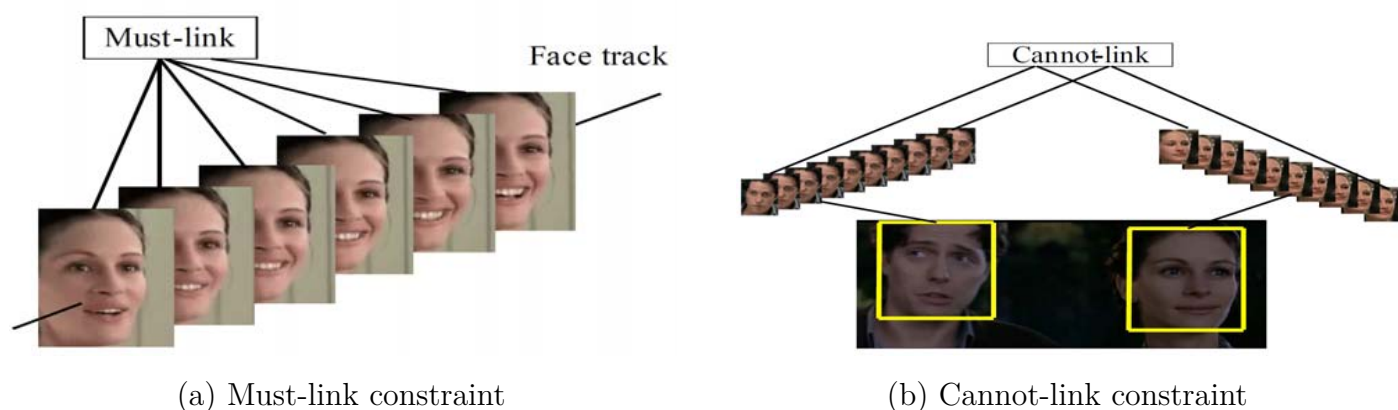 Must-link
Face track
Cannot-link
(a) Must-link constraint
(b) Cannot-link constraint